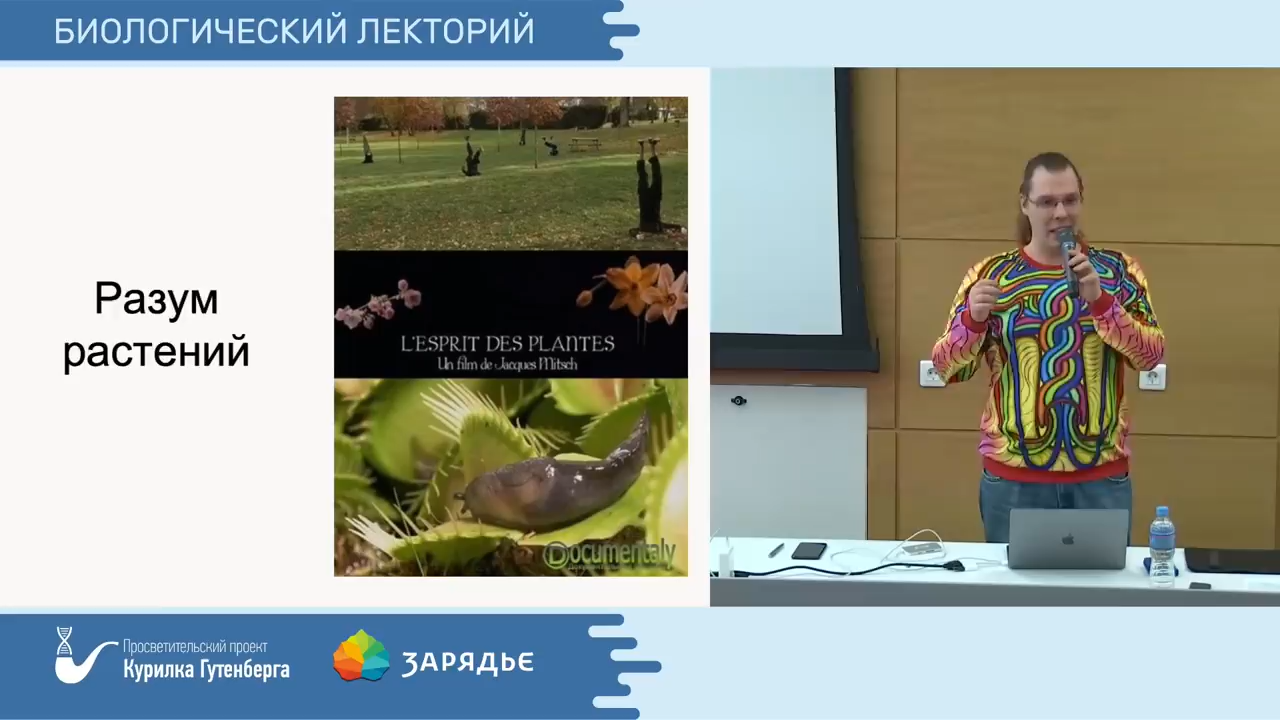 БИОЛОГИЧЕСКИЙ ЛЕКТОРИЙ
Разум
растений
L'ESPRIT DES PLANTES
Un film de Jacques Mitsch
Documentaly
Просветительский проект
Курилка Гутенберга
ЗАРЯДЬЕ